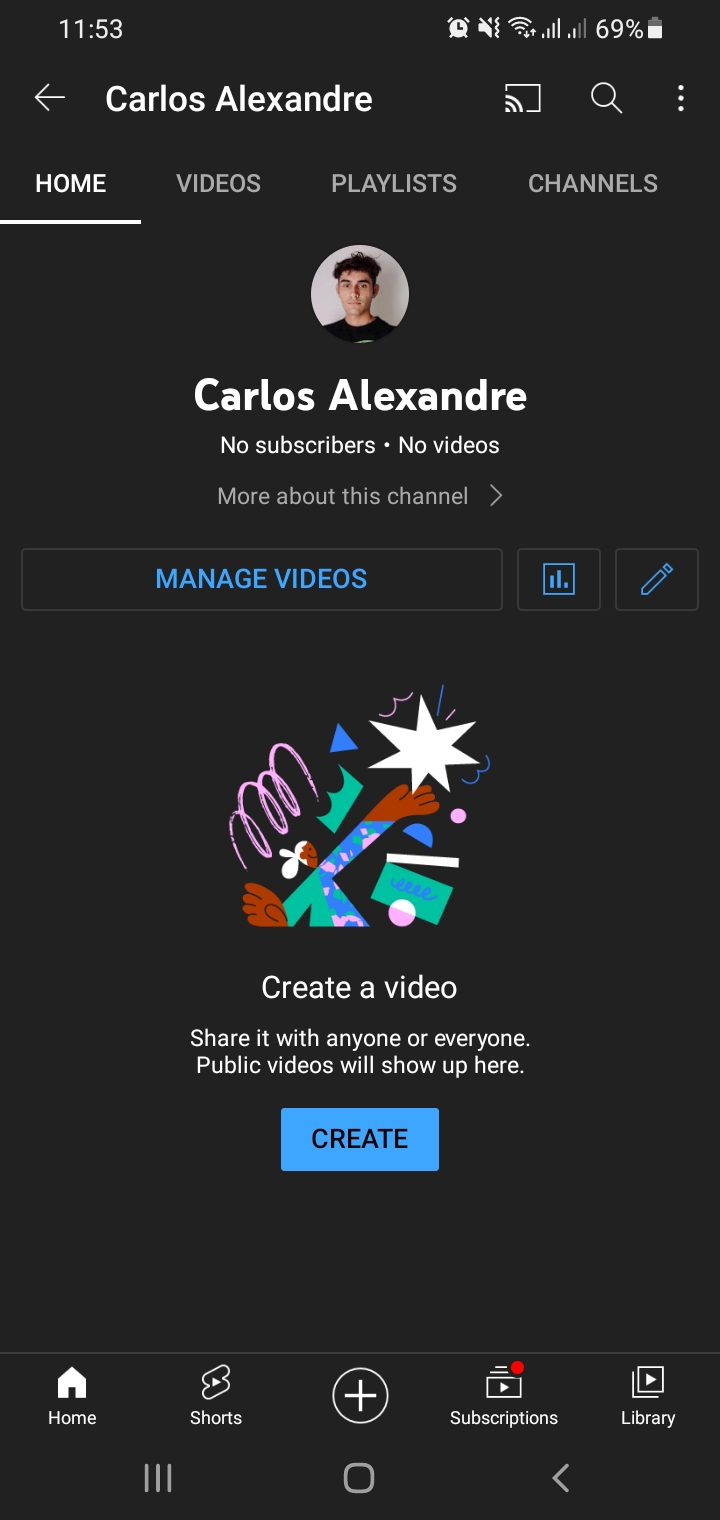 11:53
69%
Carlos Alexandre
HOME
VIDEOS
PLAYLISTS
CHANNELS
Carlos Alexandre
No subscribers • No videos
More about this channel
MANAGE VIDEOS
Create a video
Share it with anyone or everyone.
Public videos will show up here.
CREATE
Home
Shorts
Subscriptions
Library